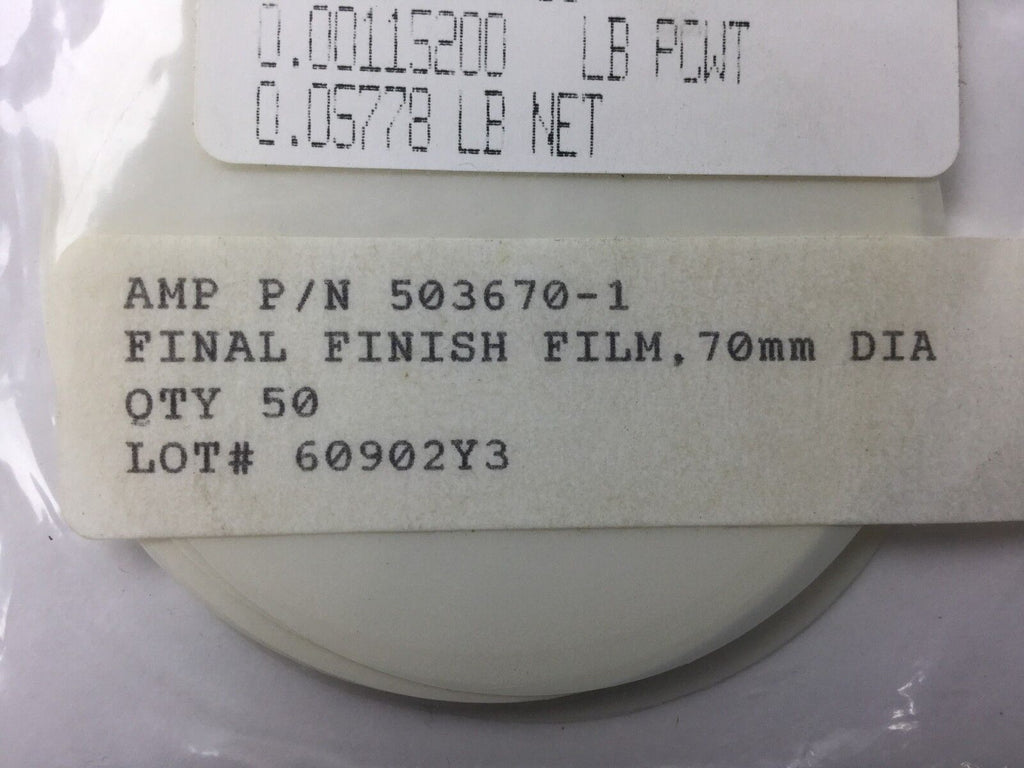 0.00115200 LB PCWT
0.05778 LB NET
AMP P/N 503670-1
FINAL FINISH FILM,70mm DIA
QTY 50
LOT# 60902Y3